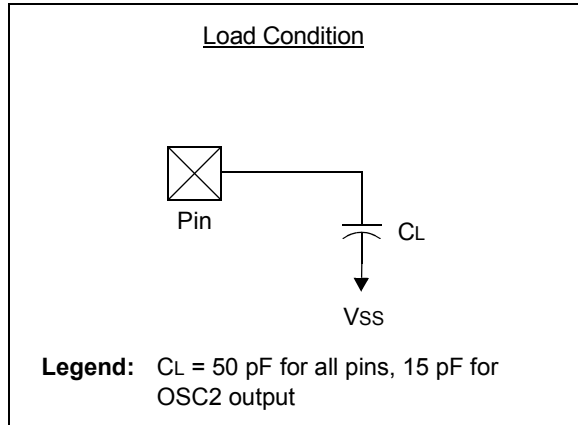 Load Condition
Pin
CL
VSS
Legend: CL = 50 pF for all pins, 15 pF for
OSC2 output